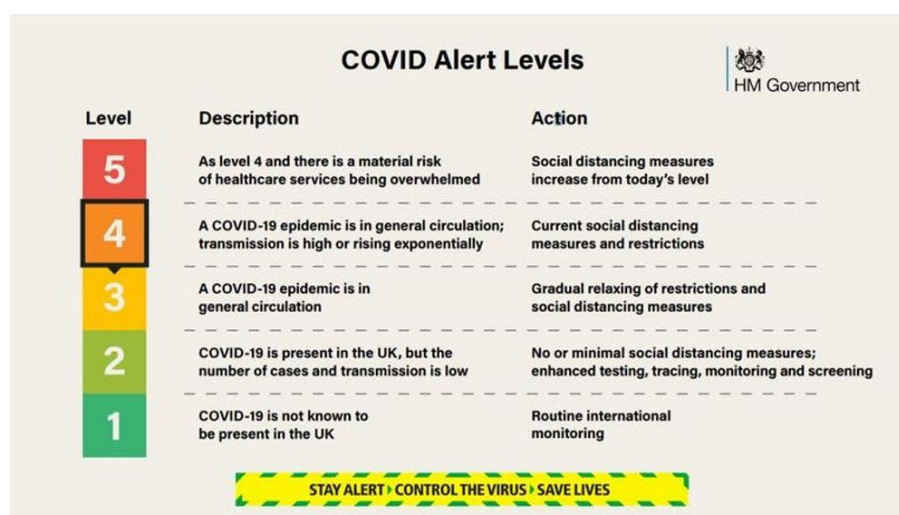 COVID Alert Levels
HM Government
Level Description Action
5
As level 4 and there is a material risk
of healthcare services being overwhelmed
Social distancing measures
increase from today's level
4
A COVID-19 epidemic is in general circulation;
transmission is high or rising exponentially
Current social distancing
measures and restrictions
3
A COVID-19 epidemic is in
general circulation
Gradual relaxing of restrictions and
social distancing measures
2
COVID-19 is present in the UK, but the
number of cases and transmission is low
No or minimal social distancing measures;
enhanced testing, tracing, monitoring and screening
1
COVID-19 is not known to
be present in the UK
Routine international
monitoring
STAY ALERT CONTROL THE VIRUS SAVE LIVES